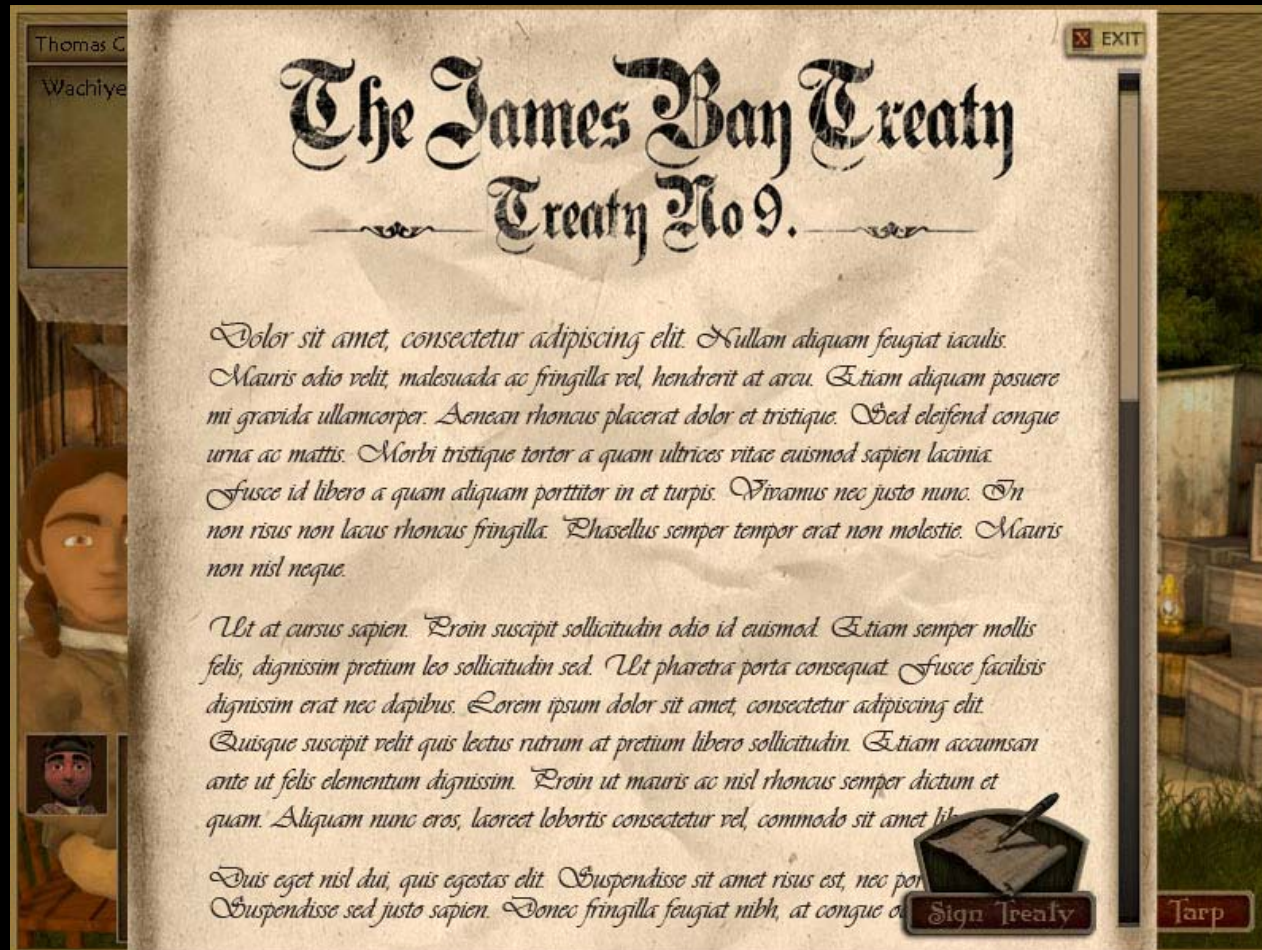 Thomas C
Wachiye
EXIT
The James Bay Treaty
Treaty No 9.
Dolor sit amet, consectetur adipiscing elit. Nullam aliquam feugiat iaculis.
Mauris odio velit, malesuada ac fringilla vel, hendrerit at arcu. Etiam aliquam posuere
mi gravida ullamcorper. Aenean rhoncus placerat dolor et tristique. Sed eleifend congue
urna ac mattis. Morbi tristique tortor a quam ultrices vitae euismod sapien lacinia.
Fusce id libero a quam aliquam porttitor in et turpis. Vivamus nec justo nunc. In
non risus non lacus rhoncus fringilla. Phasellus semper tempor erat non molestie. Mauris
non nisl neque.
Ut at cursus sapien. Proin suscipit sollicitudin odio id euismod. Etiam semper mollis
felis, dignissim pretium leo sollicitudin sed. Ut pharetra porta consequat. Fusce facilisis
dignissim erat nec dapibus. Lorem ipsum dolor sit amet, consectetur adipiscing elit.
Quisque suscipit velit quis lectus rutrum at pretium libero sollicitudin. Etiam accumsan
ante ut felis elementum dignissim. Proin ut mauris ac nisl rhoncus semper dictum et
quam. Aliquam nunc eros, laoreet lobortis consectetur vel, commodo sit amet
Duis eget nisl dui, quis egestas elit. Suspendisse sit amet risus est, nec
Suspendisse sed justo sapien. Donec fringilla feugiat nibh, at congue
Sign Treaty
Tarp